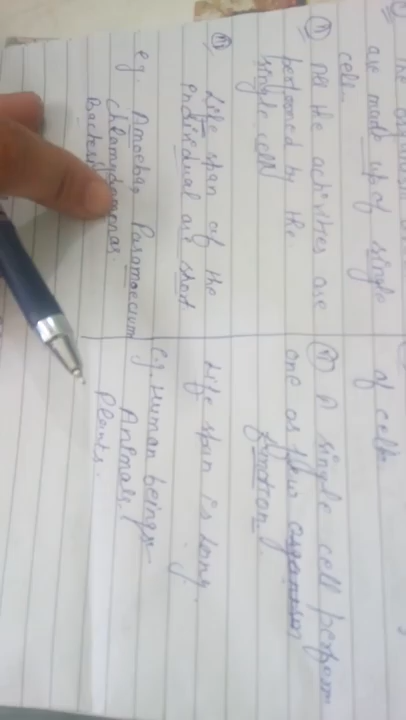 The organism
are made up of single
cell.
(ii) All the activities are
performed by the
single cell
(iii) Life span of the
individual are short
e.g. Amoeba, Paramoecium
Chlamydomonas.
Bacteria
of cells
(ii) A single cell perform
one or few
function.
Life span is long.
e.g. Human beings
Animals,
Plants.